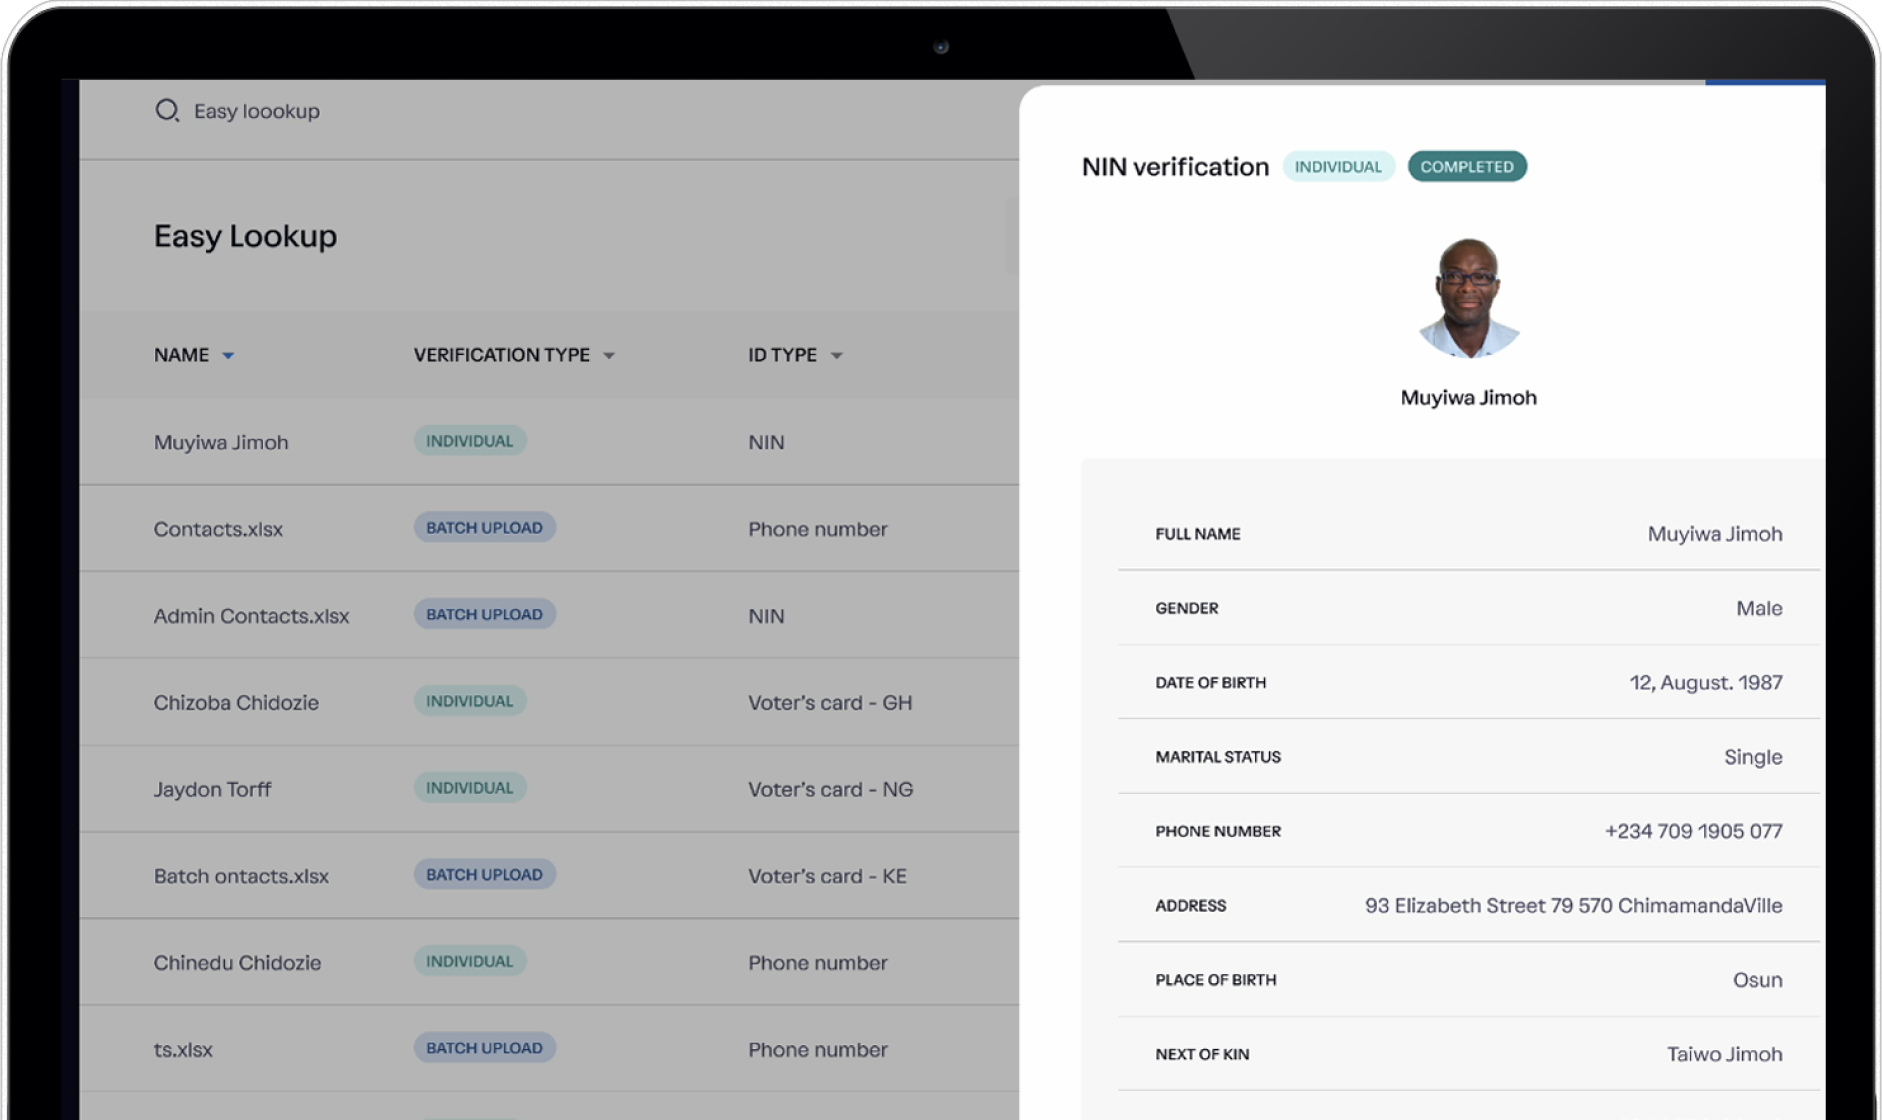 Easy loookup
Easy Lookup
NAME VERIFICATION TYPE ID TYPE
Muyiwa Jimoh INDIVIDUAL NIN
Contacts.xlsx BATCH UPLOAD Phone number
Admin Contacts.xlsx BATCH UPLOAD NIN
Chizoba Chidozie INDIVIDUAL Voter's card - GH
Jaydon Torff INDIVIDUAL Voter's card - NG
Batch ontacts.xlsx BATCH UPLOAD Voter's card - KE
Chinedu Chidozie INDIVIDUAL Phone number
ts.xlsx BATCH UPLOAD Phone number
NIN verification INDIVIDUAL COMPLETED
Muyiwa Jimoh
FULL NAME Muyiwa Jimoh
GENDER Male
DATE OF BIRTH 12, August. 1987
MARITAL STATUS Single
PHONE NUMBER +234 709 1905 077
ADDRESS 93 Elizabeth Street 79 570 ChimamandaVille
PLACE OF BIRTH Osun
NEXT OF KIN Taiwo Jimoh